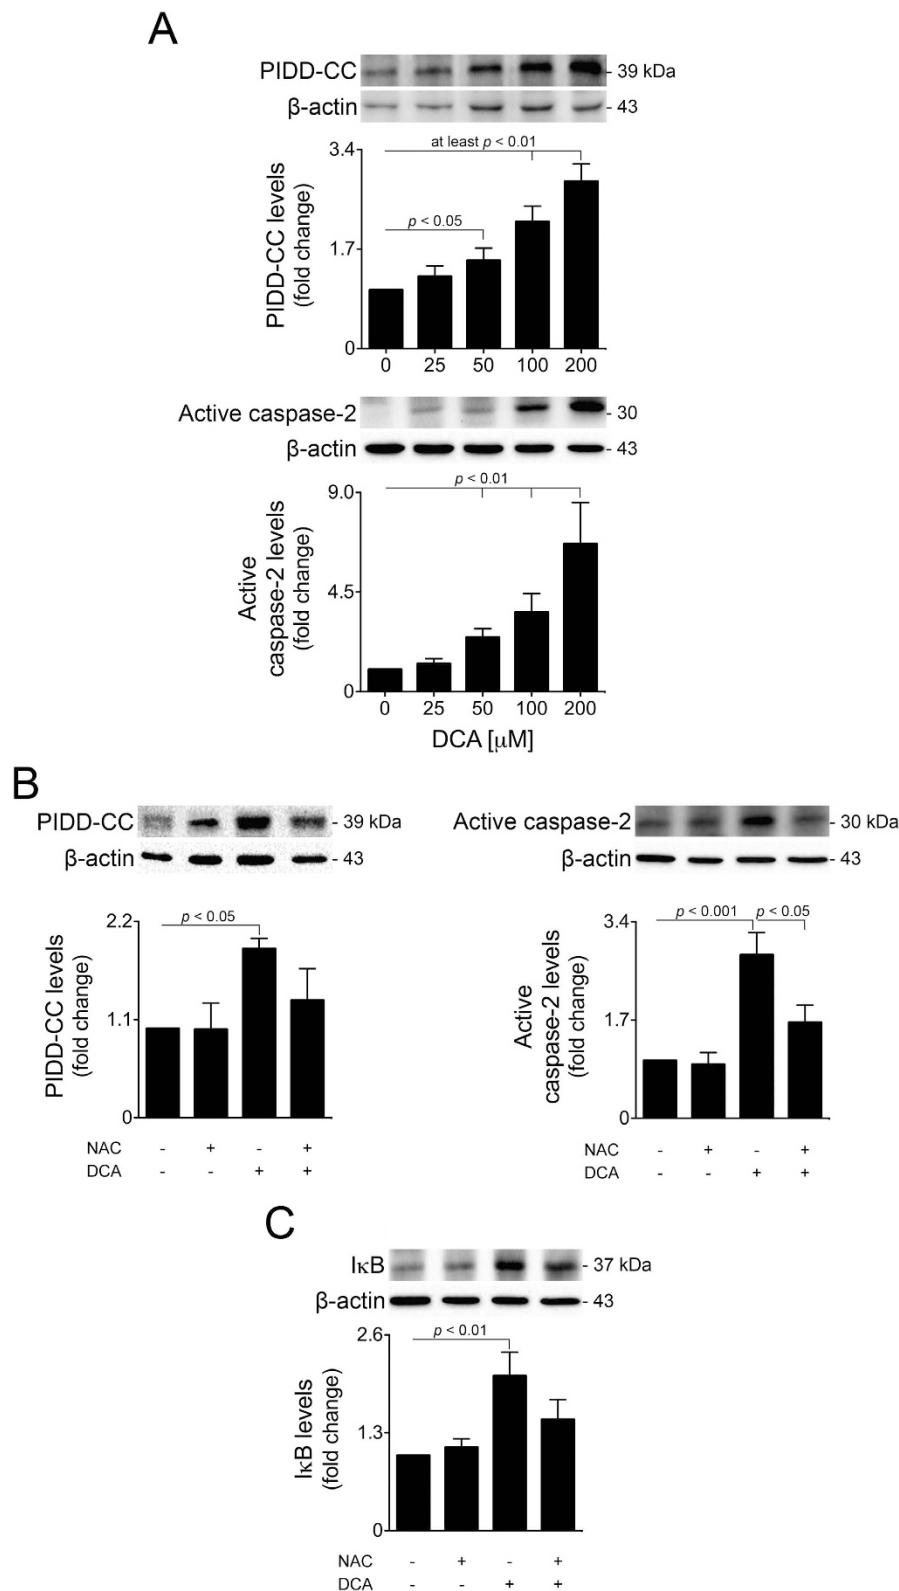 A
PIDD-CC
- 39 kDa
β-actin
- 43
at least p < 0.01
p < 0.05
PIDD-CC levels
(fold change)
3.4
1.7
0
0 25 50 100 200
Active caspase-2
- 30
β-actin
- 43
p < 0.01
Active
caspase-2 levels
(fold change)
9.0
4.5
0
0 25 50 100 200
DCA [μM]
B
PIDD-CC
- 39 kDa
β-actin
- 43
p < 0.05
PIDD-CC levels
(fold change)
2.2
1.1
0
NAC - + - +
DCA - - + +
Active caspase-2
- 30 kDa
β-actin
- 43
p < 0.001 p < 0.05
Active
caspase-2 levels
(fold change)
3.4
1.7
0
NAC - + - +
DCA - - + +
C
IκB
- 37 kDa
β-actin
- 43
p < 0.01
IκB levels
(fold change)
2.6
1.3
0
NAC - + - +
DCA - - + +